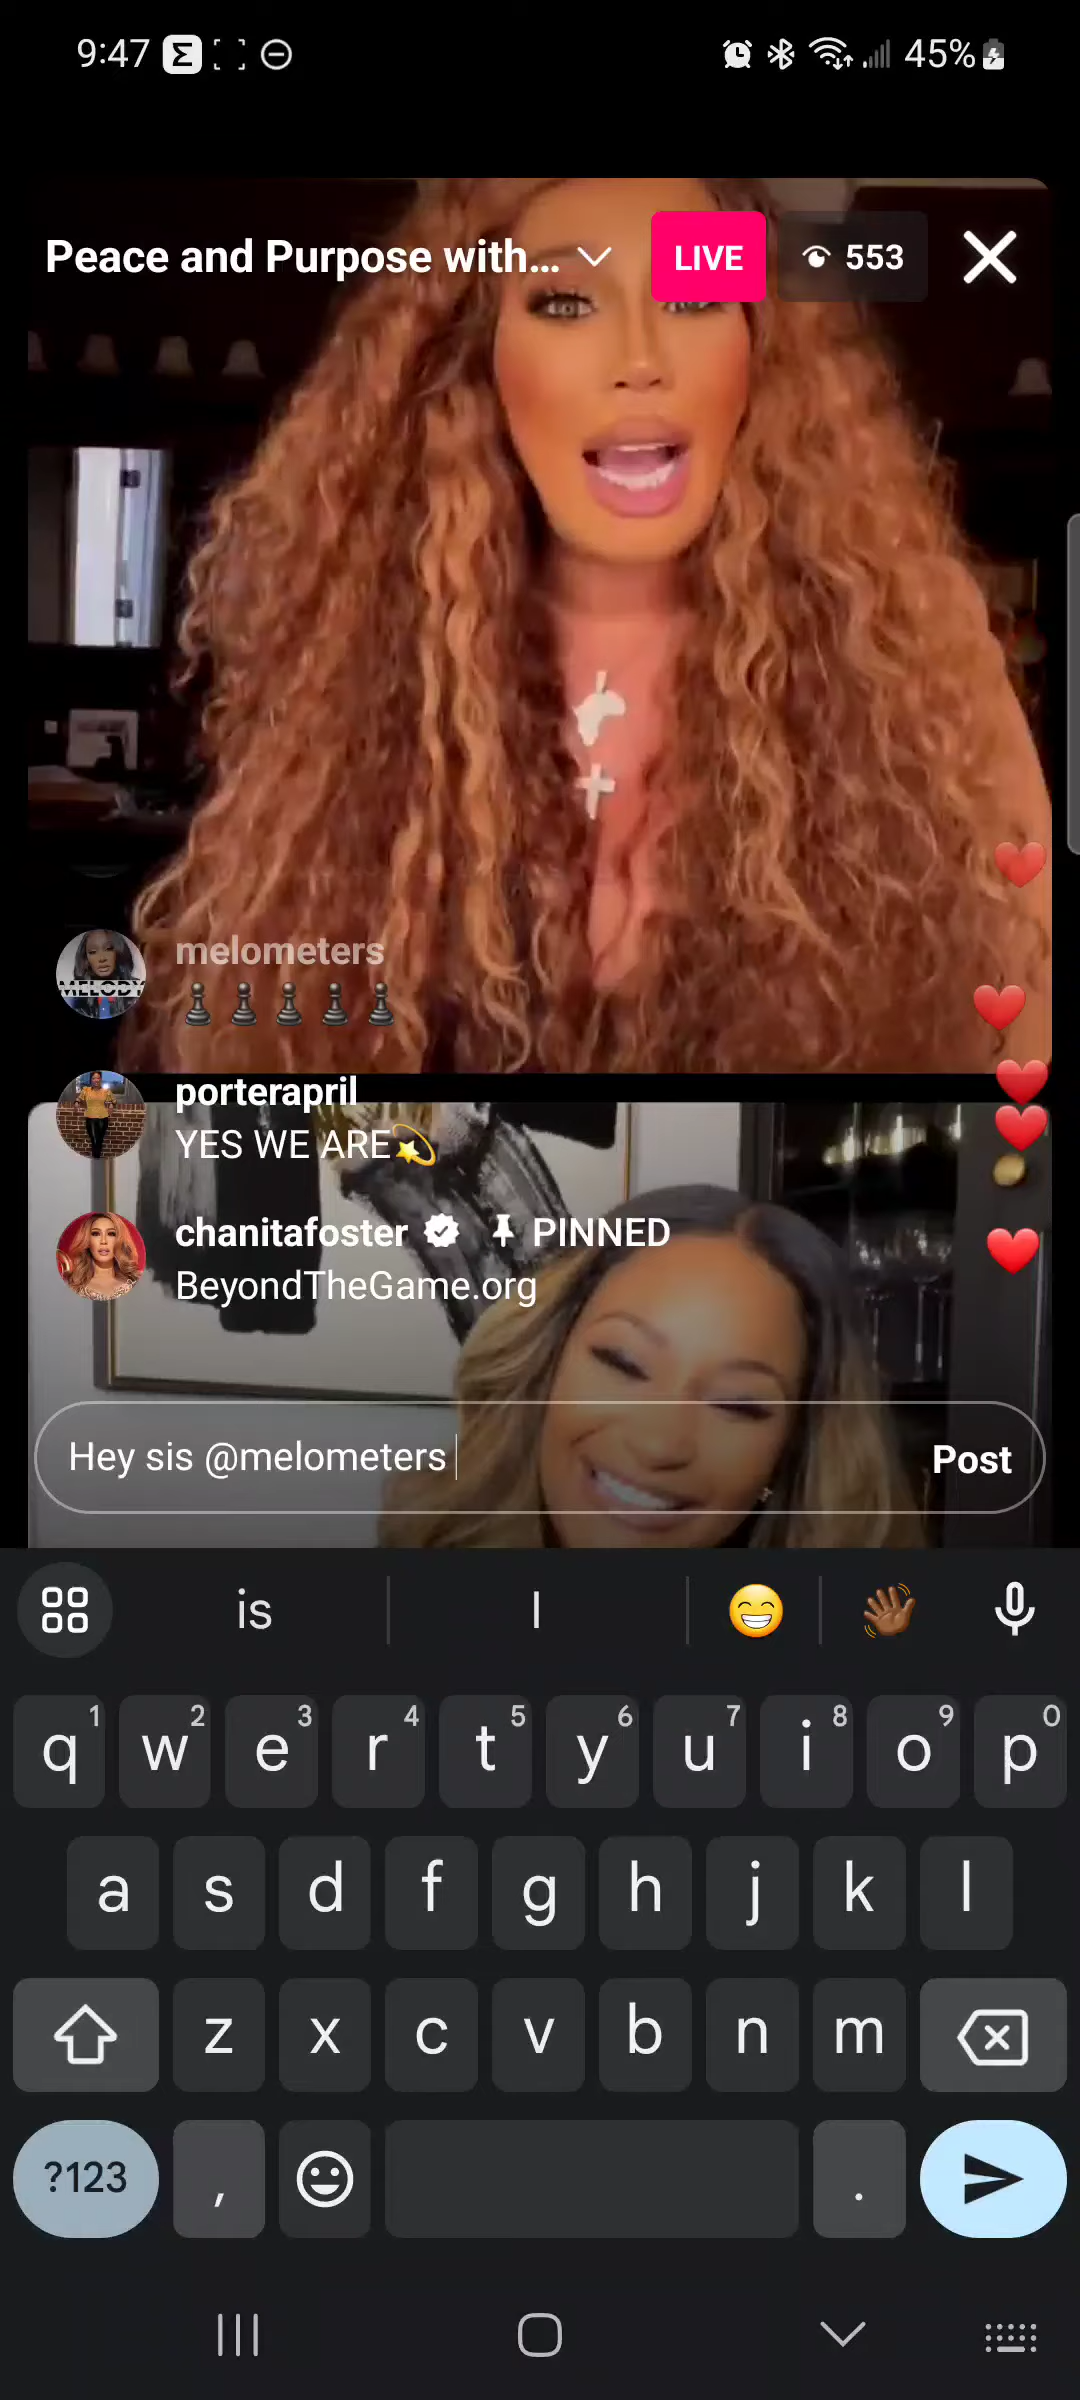 9:47
45%
Peace and Purpose with...
LIVE
553
melometers
MELODY
porterapril
YES WE ARE
chanitafoster PINNED
BeyondTheGame.org
Hey sis @melometers
Post
is
I
1 2 3 4 5 6 7 8 9 0
q w e r t y u i o p
a s d f g h j k l
z x c v b n m
?123 , .